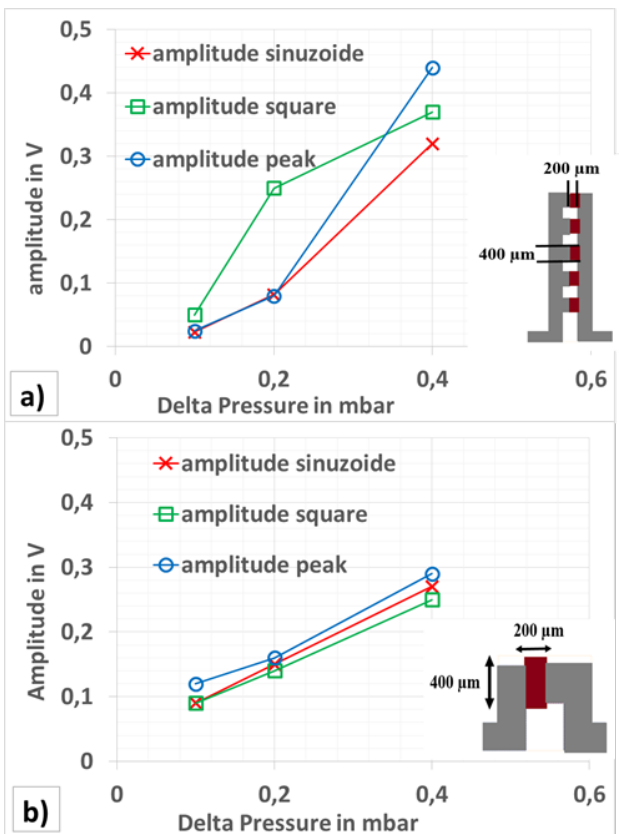 0,5
amplitude sinuzoide
0,4
amplitude square
0,3
amplitude peak
200 µm
0,2
400 µm
0,1
0
amplitude in V
a)
0
0,2
0,4
0,6
Delta Pressure in mbar
0,5
amplitude sinuzoide
0,4
amplitude square
0,3
amplitude peak
200 µm
0,2
400 µm
0,1
0
Amplitude in V
b)
0
0,2
0,4
0,6
Delta Pressure in mbar